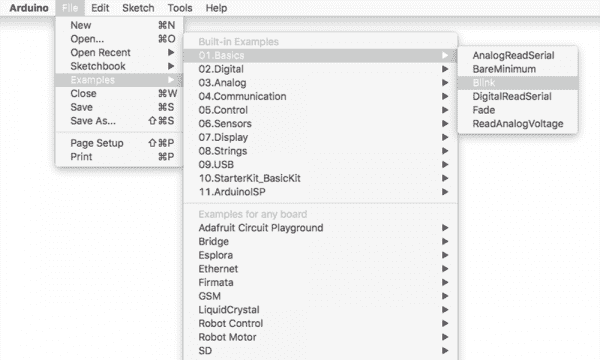 Arduino File Edit Sketch Tools Help
New ⌘N
Open... ⌘O
Open Recent ▶
Sketchbook ▶
Examples ▶
Close ⌘W
Save ⌘S
Save As... ⇧⌘S
Page Setup ⇧⌘P
Print ⌘P
Built-in Examples
01.Basics ▶
02.Digital ▶
03.Analog ▶
04.Communication ▶
05.Control ▶
06.Sensors ▶
07.Display ▶
08.Strings ▶
09.USB ▶
10.StarterKit_BasicKit ▶
11.ArduinoISP ▶
Examples for any board
Adafruit Circuit Playground ▶
Bridge ▶
Esplora ▶
Ethernet ▶
Firmata ▶
GSM ▶
LiquidCrystal ▶
Robot Control ▶
Robot Motor ▶
SD ▶
AnalogReadSerial
BareMinimum
Blink
DigitalReadSerial
Fade
ReadAnalogVoltage